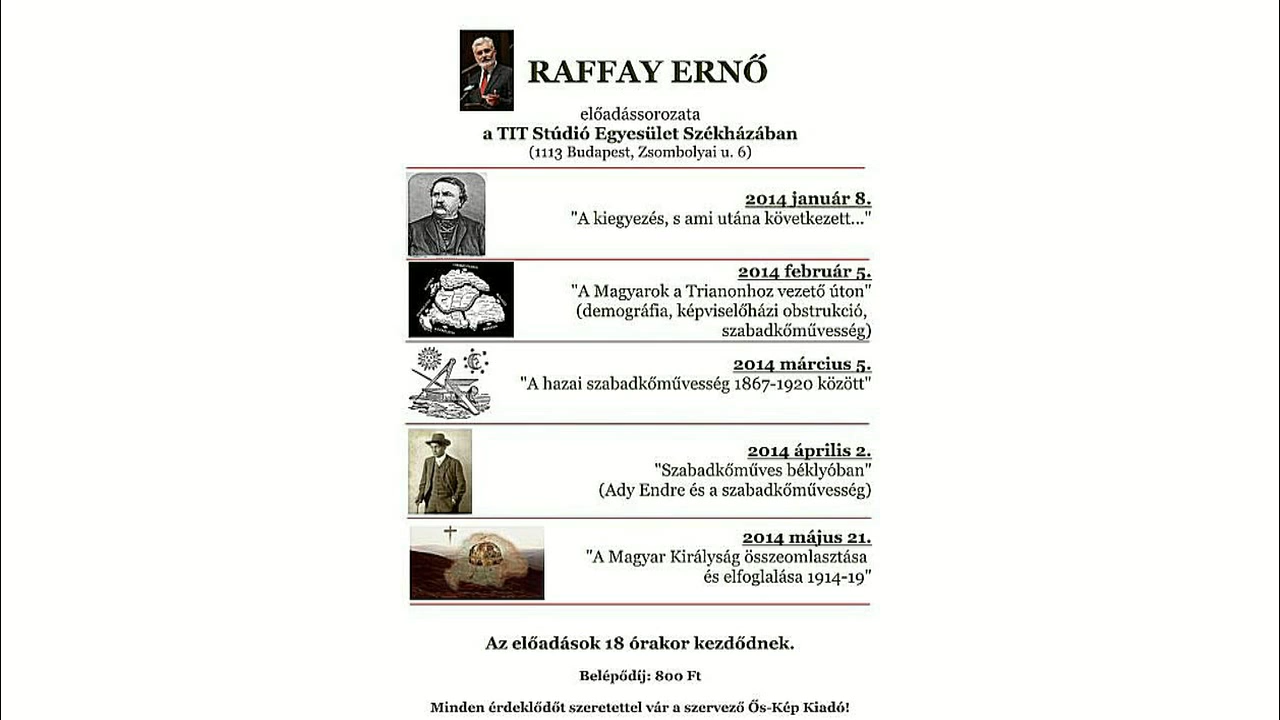 RAFFAY ERNŐ
előadássorozata
a TIT Stúdió Egyesület Székházában
(1113 Budapest, Zsombolyai u. 6)
2014 január 8.
"A kiegyezés, s ami utána következett..."
2014 február 5.
"A Magyarok a Trianonhoz vezető úton"
(demográfia, képviselőházi obstrukció,
szabadkőművesség)
2014 március 5.
"A hazai szabadkőművesség 1867-1920 között"
2014 április 2.
"Szabadkőműves béklyóban"
(Ady Endre és a szabadkőművesség)
2014 május 21.
"A Magyar Királyság összeomlasztása
és elfoglalása 1914-19"
Az előadások 18 órakor kezdődnek.
Belépődíj: 800 Ft
Minden érdeklődőt szeretettel vár a szervező Ős-Kép Kiadó!